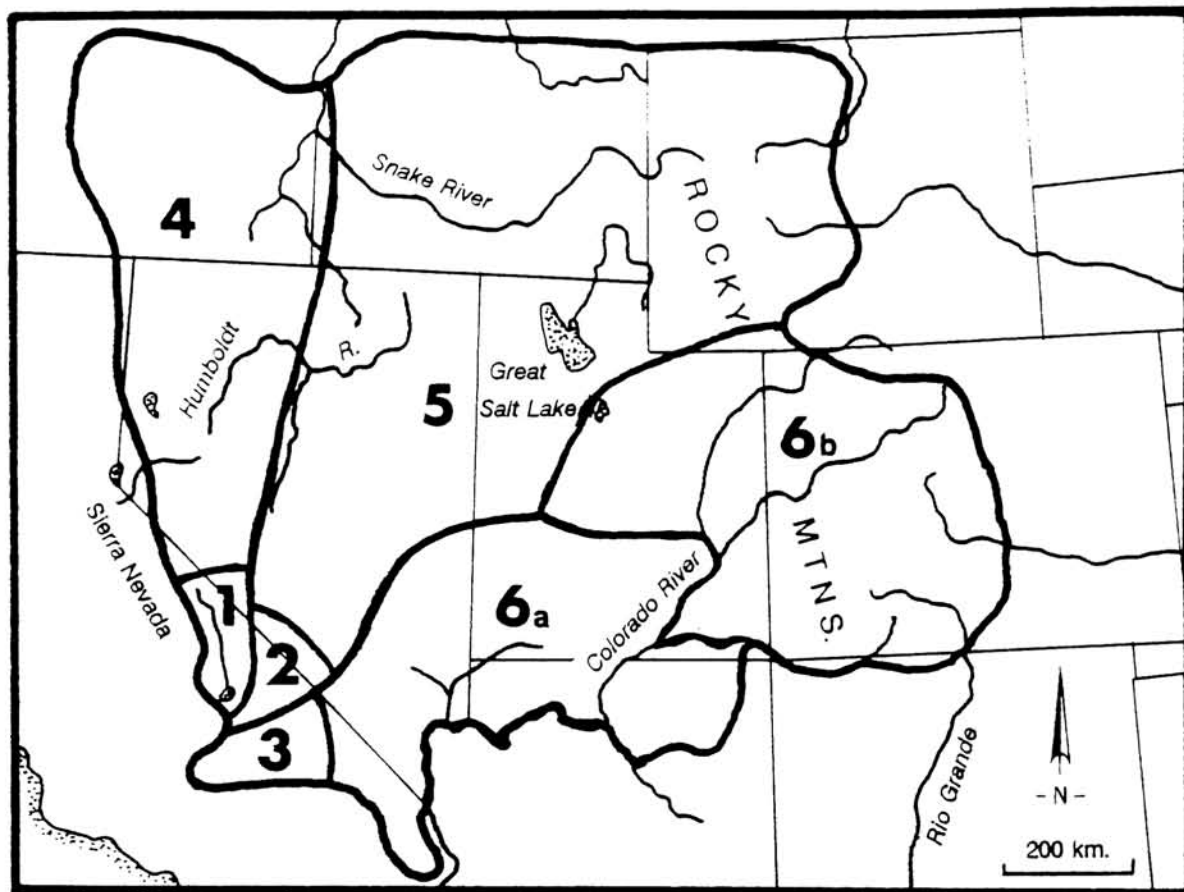 4
Snake River
ROCKY
Humboldt
R.
5
Great
Salt Lake
6b
Sierra Nevada
1
2
3
6a
Colorado River
MTNS.
Rio Grande
- N -
200 km.